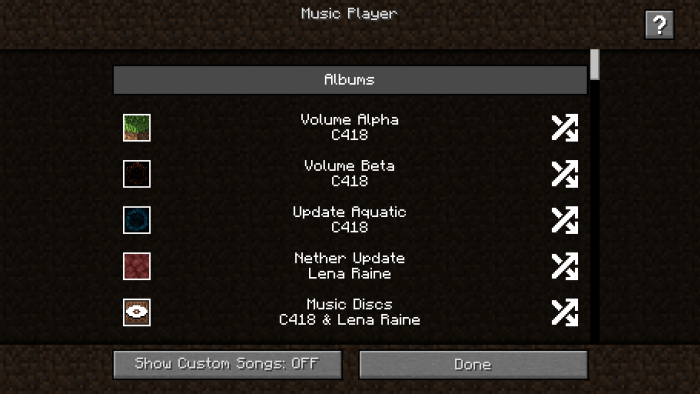 Music Player
?
Albums
Volume Alpha
C418
Volume Beta
C418
Update Aquatic
C418
Nether Update
Lena Raine
Music Discs
C418 & Lena Raine
Show Custom Songs: OFF
Done